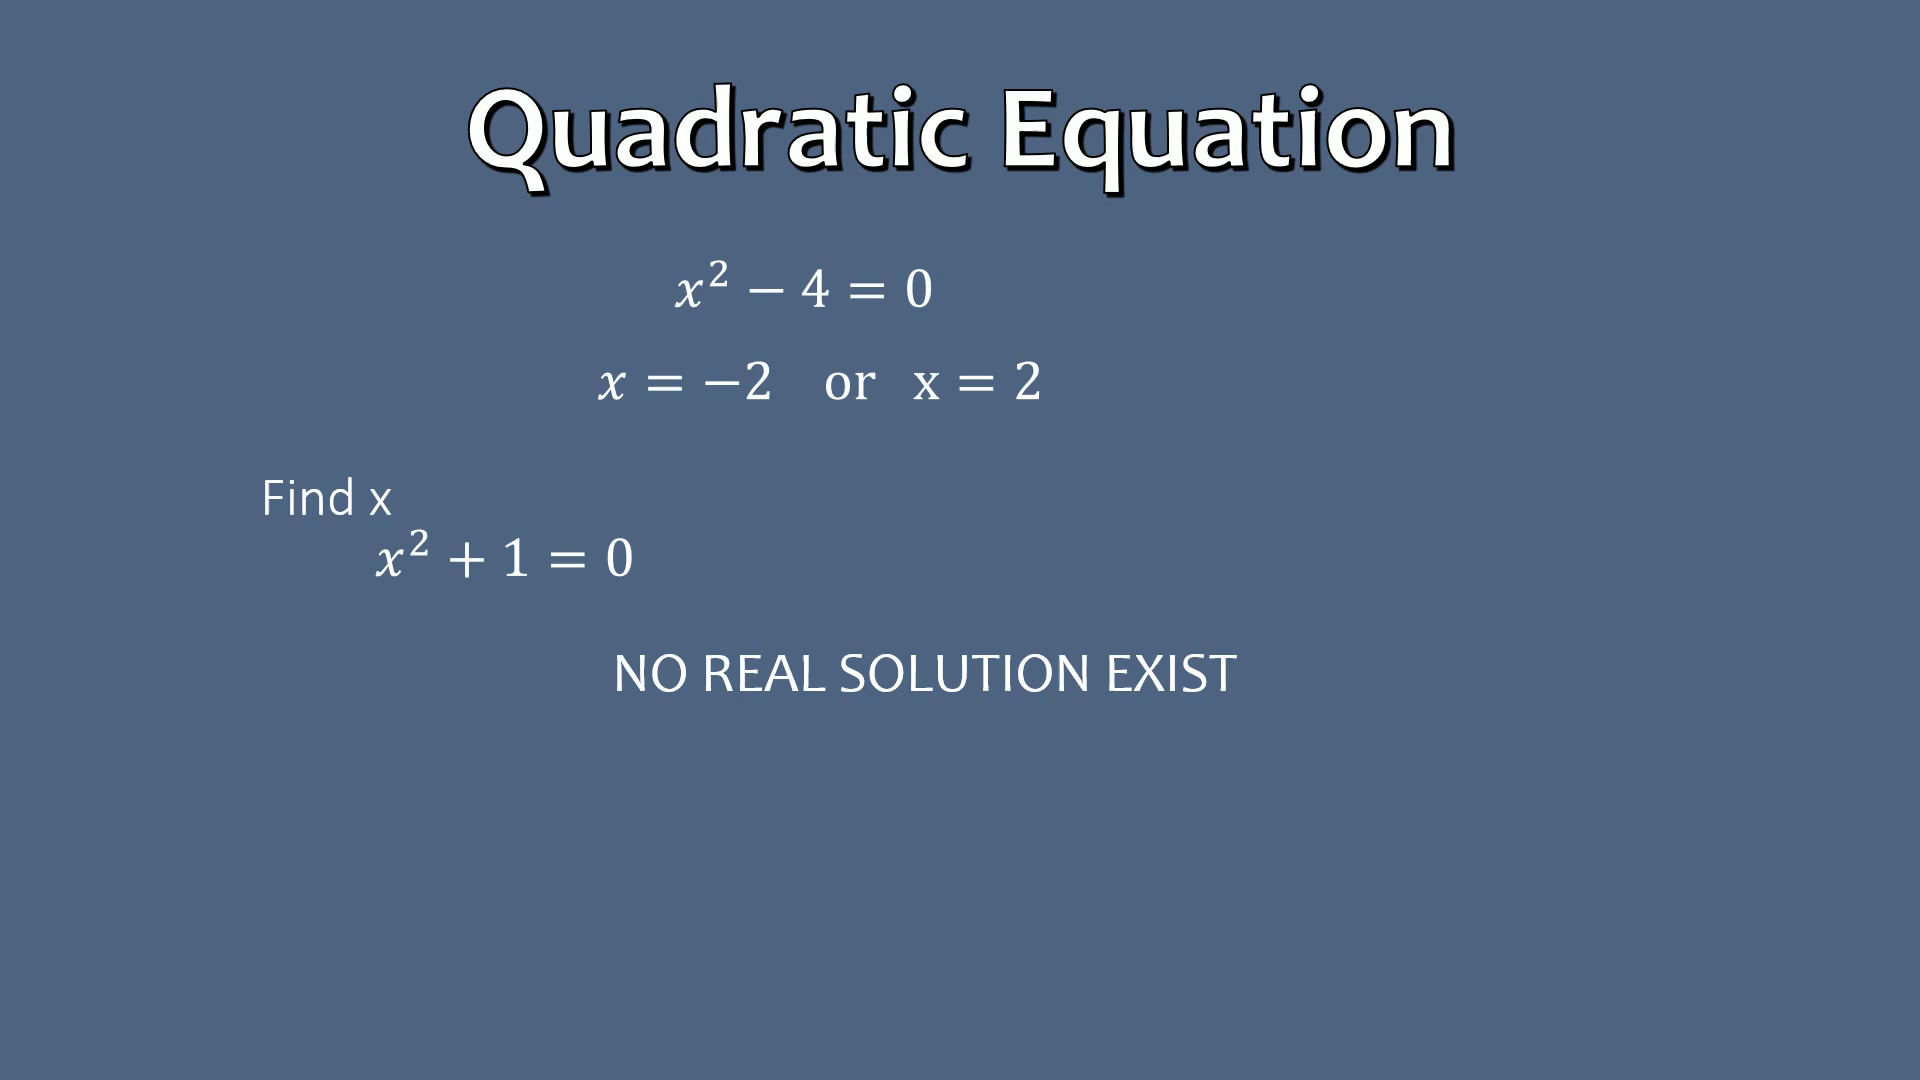 Quadratic Equation
x² − 4 = 0
x = −2 or x = 2
Find x
x² + 1 = 0
NO REAL SOLUTION EXIST